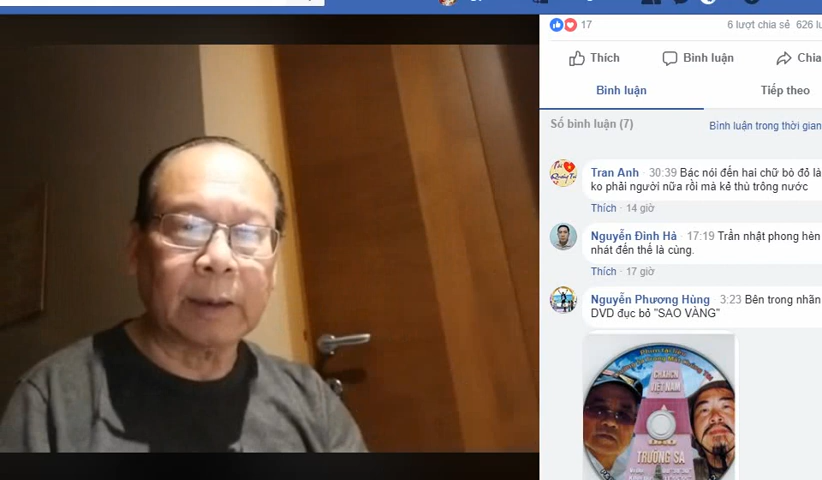 17
6 lượt chia sẻ 626 lu
Thích
Bình luận
Chia
Bình luận
Tiếp theo
Số bình luận (7)
Bình luận trong thời gian
Tran Anh · 30:39 Bác nói đến hai chữ bò đỏ là
ko phải người nữa rồi mà kẻ thù trông nước
Thích · 14 giờ
Nguyễn Đình Hà · 17:19 Trần nhật phong hèn
nhát đến thế là cùng.
Thích · 17 giờ
Nguyễn Phương Hùng · 3:23 Bên trong nhãn
DVD đục bỏ "SAO VÀNG"
CHXHCN
VIỆT NAM
TRƯỜNG SA